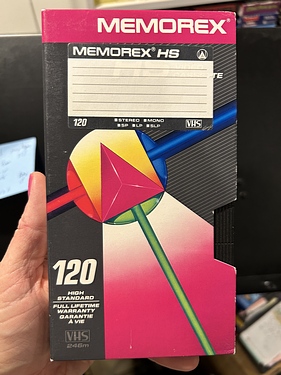 MEMOREX®
MEMOREX® HS A
TE
120 ■STEREO ■MONO
■SP ■LP ■SLP VHS
120
HIGH
STANDARD
FULL LIFETIME
WARRANTY
GARANTIE
À VIE
VHS
246m